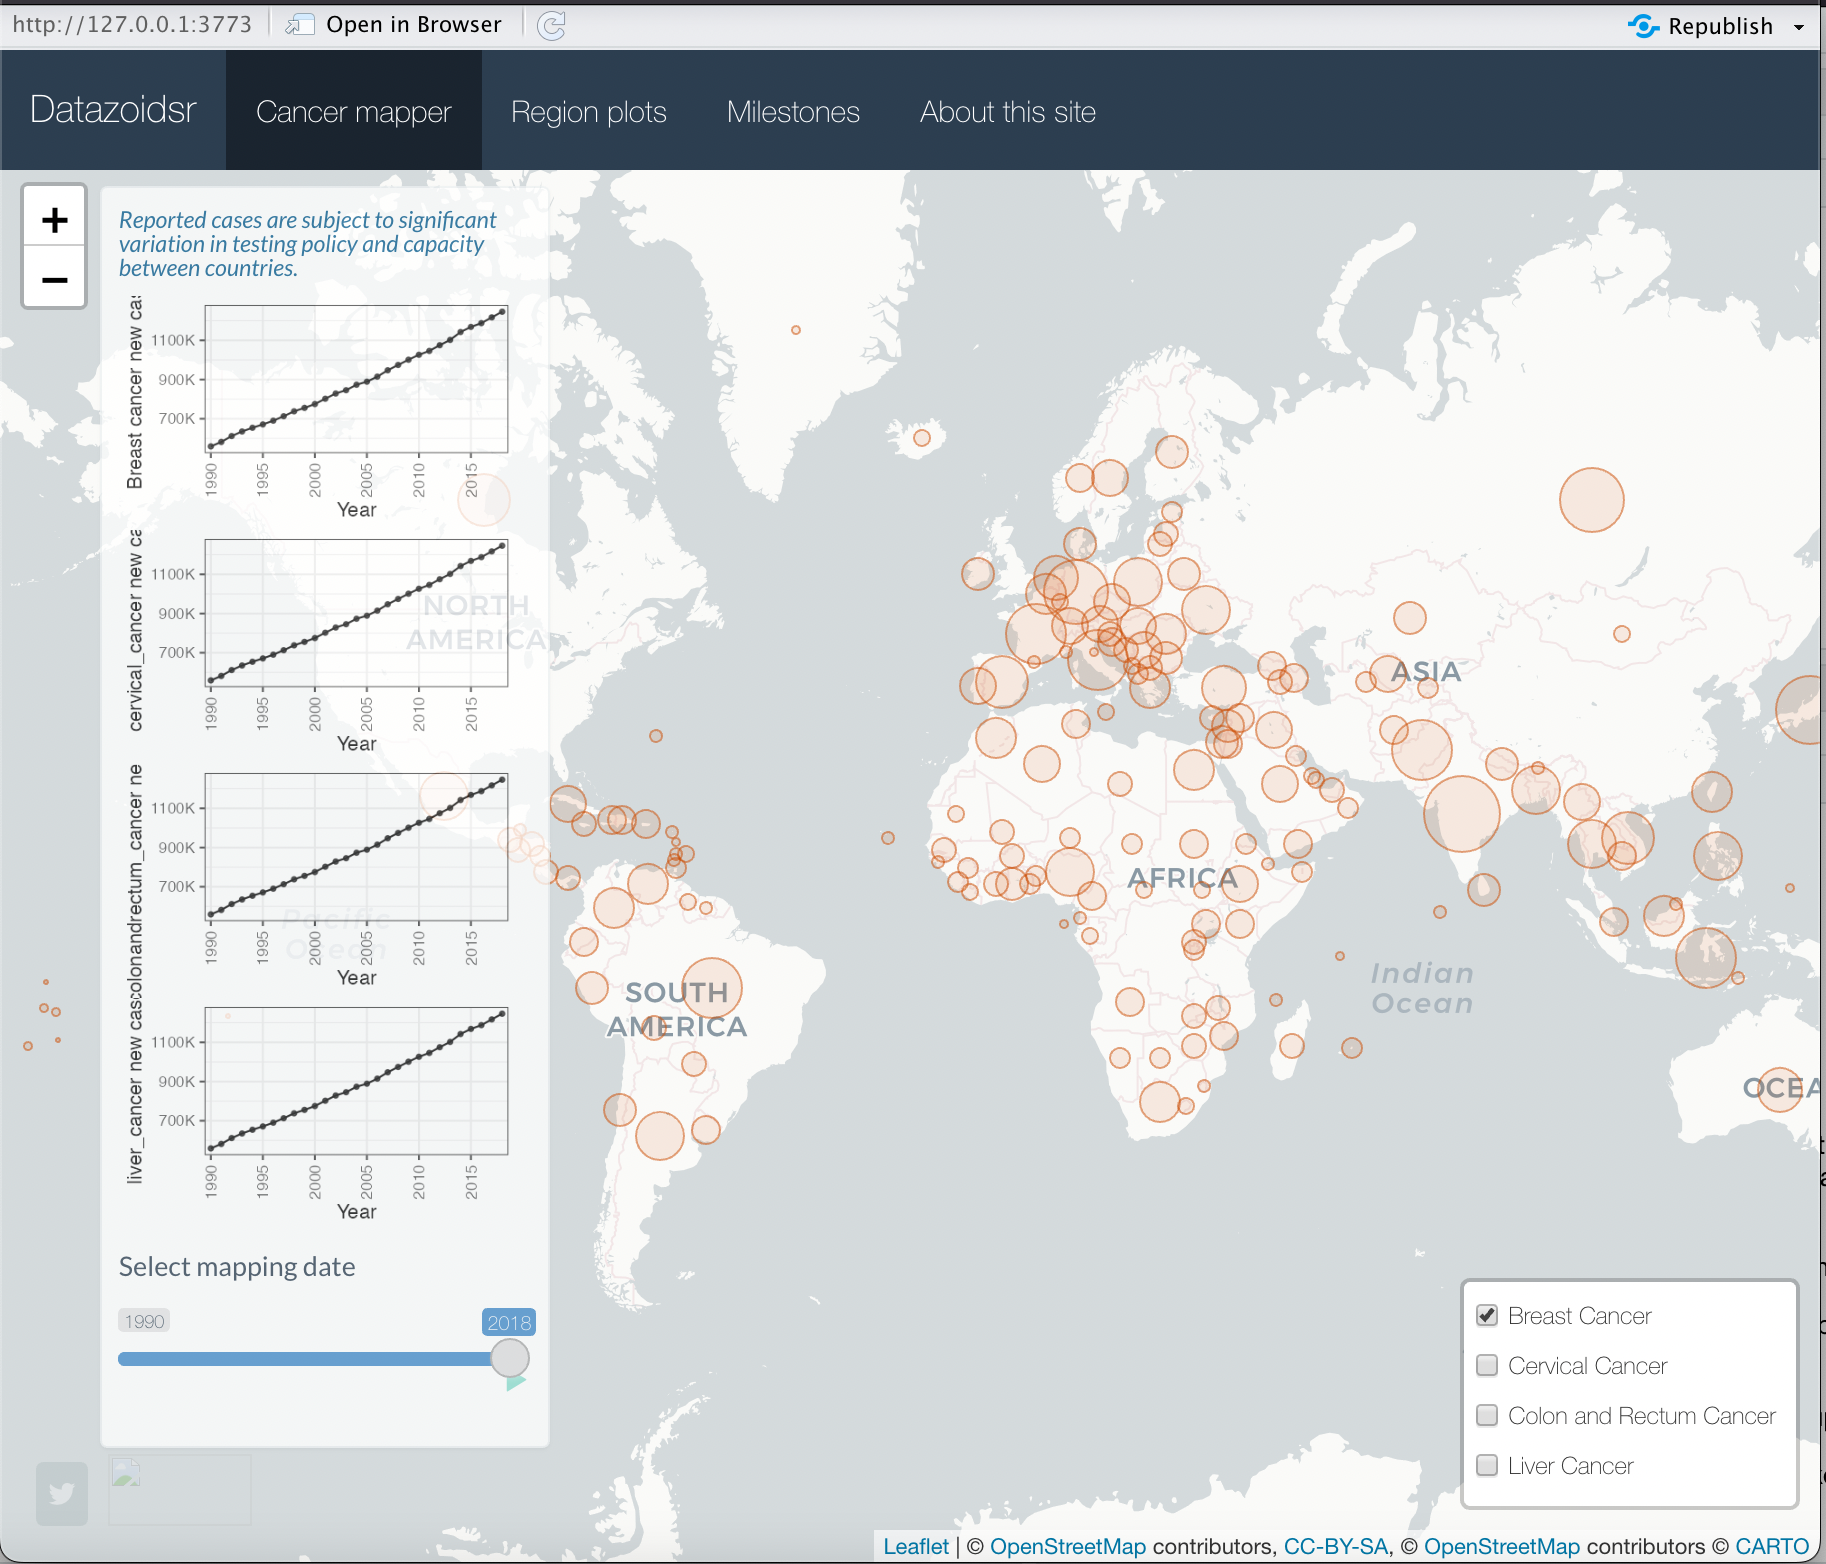 http://127.0.0.1:3773 Open in Browser Republish
Datazoidsr Cancer mapper Region plots Milestones About this site
+
−
Reported cases are subject to significant
variation in testing policy and capacity
between countries.
Breast cancer new cas
1100K
900K
700K
1990 1995 2000 2005 2010 2015
Year
cervical_cancer new ca
1100K
900K
700K
1990 1995 2000 2005 2010 2015
Year
colonandrectum_cancer ne
1100K
900K
700K
1990 1995 2000 2005 2010 2015
Year
liver_cancer new cas
1100K
900K
700K
1990 1995 2000 2005 2010 2015
Year
Select mapping date
1990 2018
NORTH
AMERICA
Pacific
Ocean
SOUTH
AMERICA
AFRICA
ASIA
Indian
Ocean
OCEA
Breast Cancer
Cervical Cancer
Colon and Rectum Cancer
Liver Cancer
Leaflet | © OpenStreetMap contributors, CC-BY-SA, © OpenStreetMap contributors © CARTO